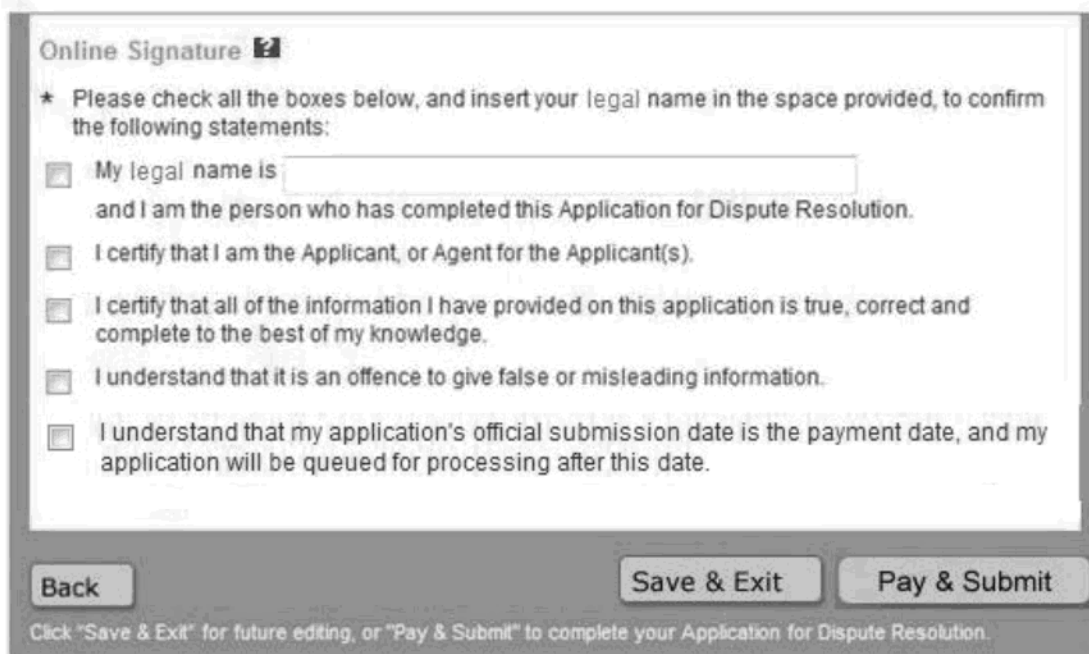 Online Signature ?
* Please check all the boxes below, and insert your legal name in the space provided, to confirm
the following statements:
My legal name is
and I am the person who has completed this Application for Dispute Resolution.
I certify that I am the Applicant, or Agent for the Applicant(s).
I certify that all of the information I have provided on this application is true, correct and
complete to the best of my knowledge.
I understand that it is an offence to give false or misleading information.
I understand that my application's official submission date is the payment date, and my
application will be queued for processing after this date.
Back
Save & Exit
Pay & Submit
Click "Save & Exit" for future editing, or "Pay & Submit" to complete your Application for Dispute Resolution.